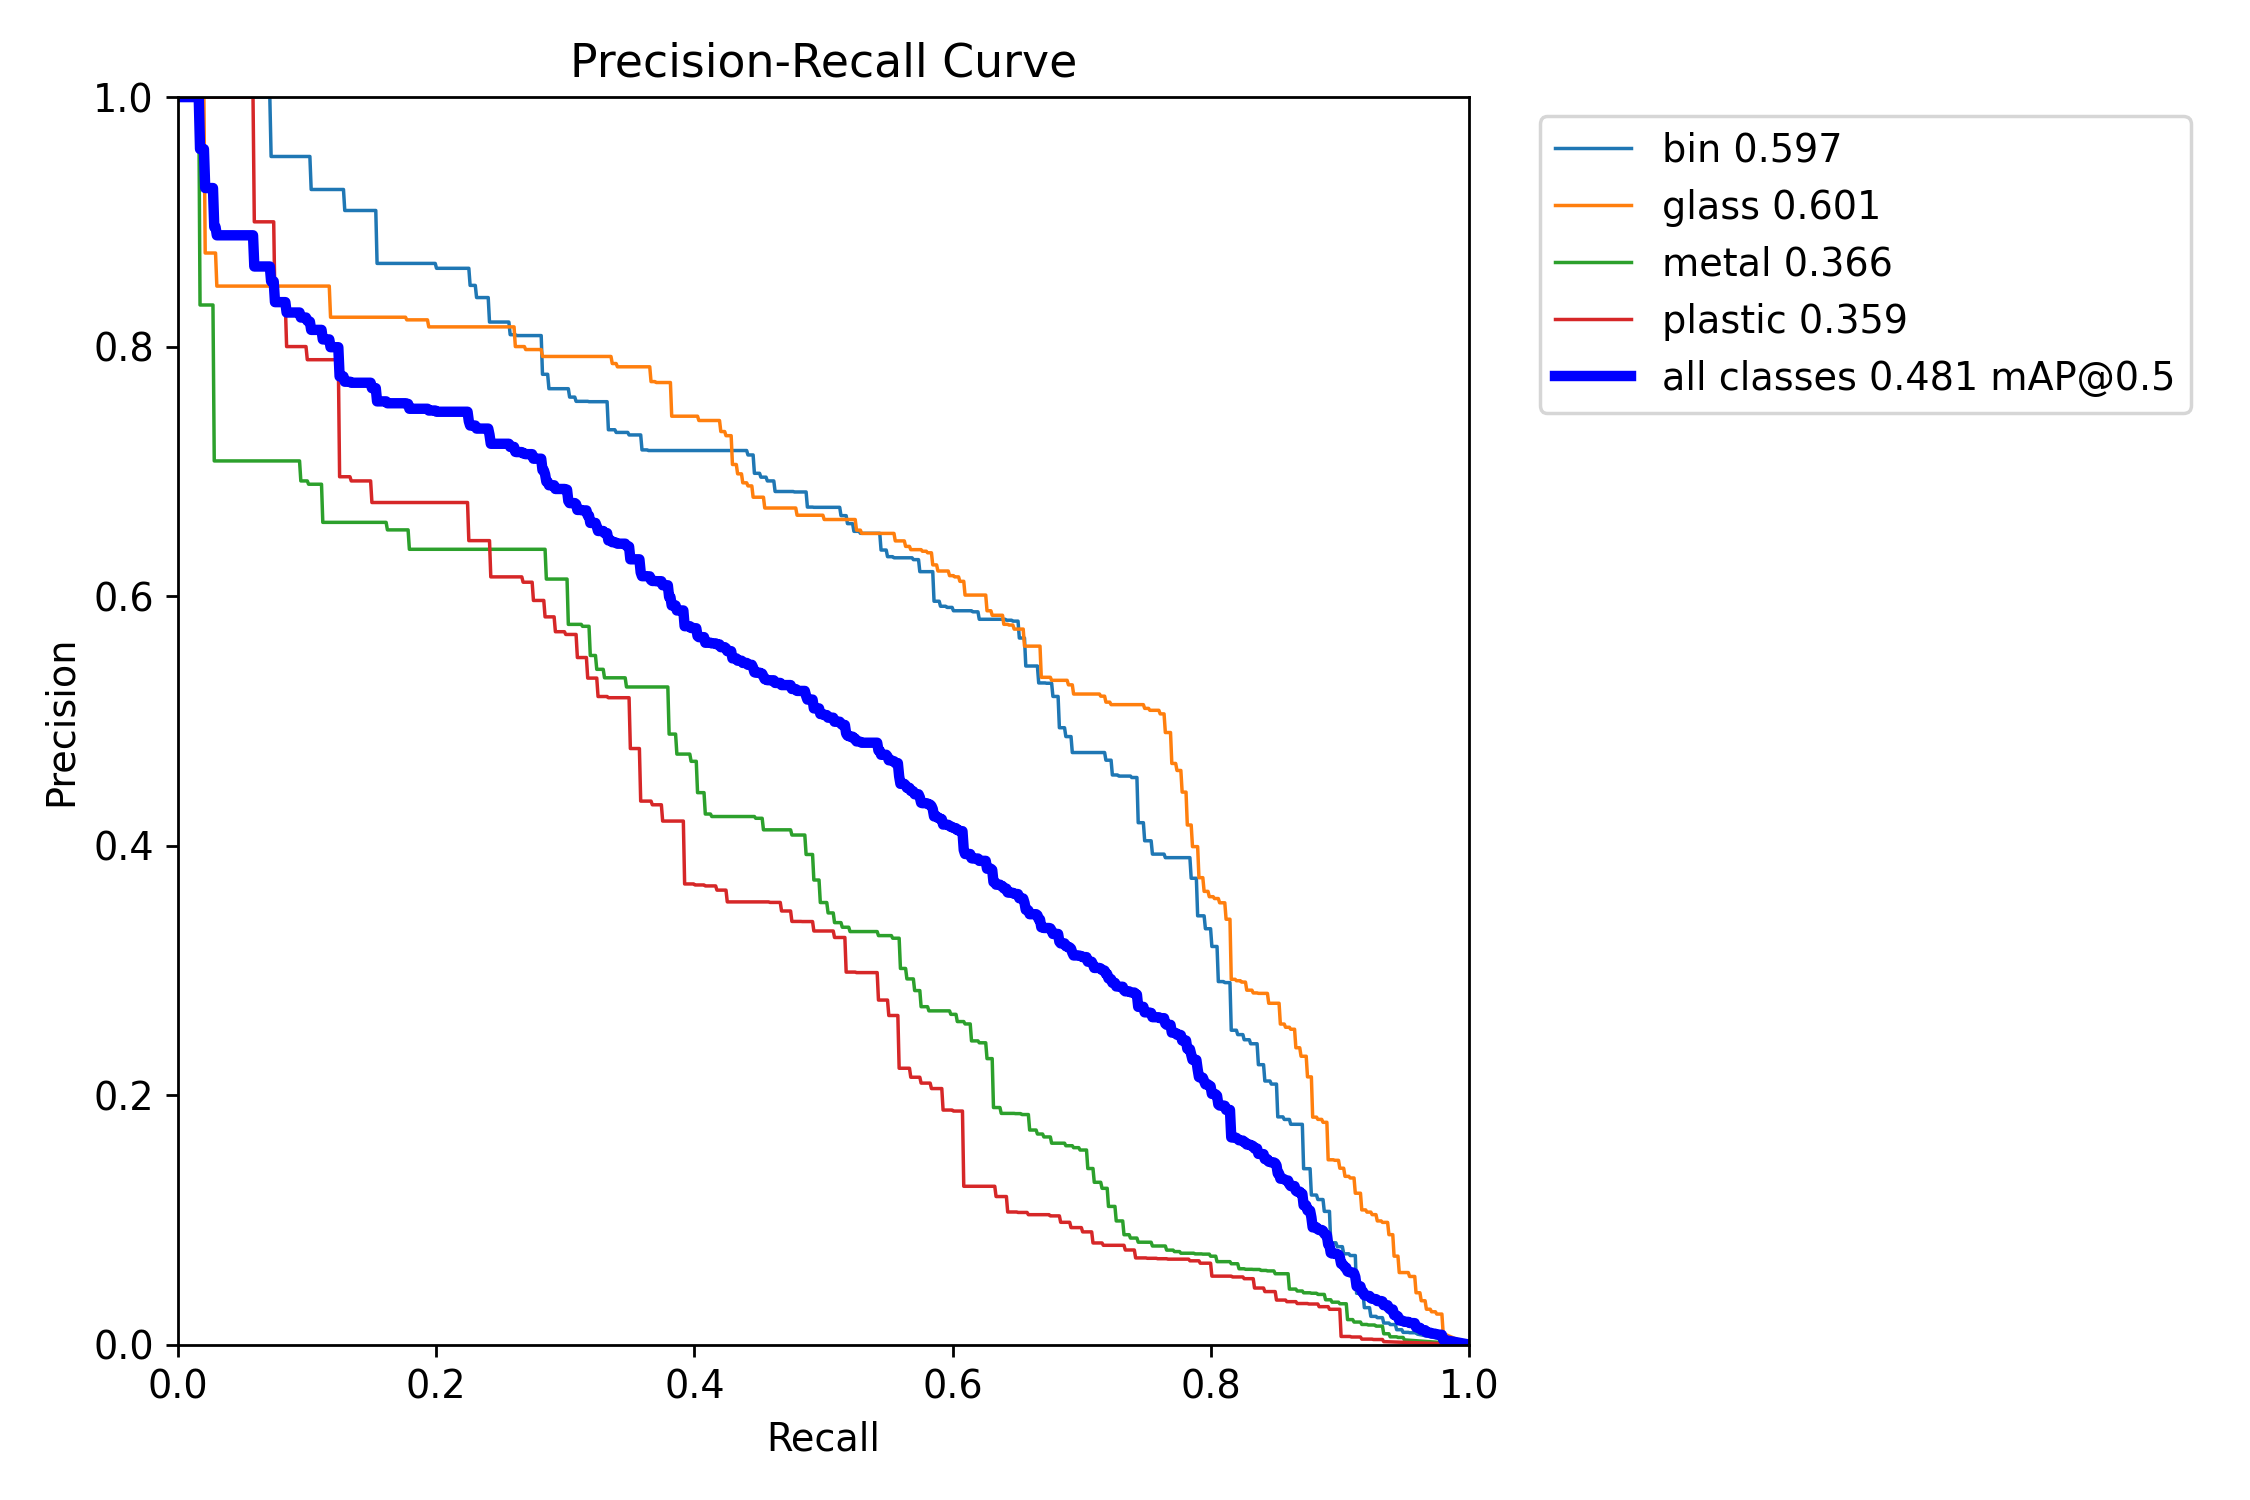 Precision-Recall Curve
1.0
0.8
0.6
0.4
0.2
0.0
Precision
0.0 0.2 0.4 0.6 0.8 1.0
Recall
bin 0.597
glass 0.601
metal 0.366
plastic 0.359
all classes 0.481 mAP@0.5